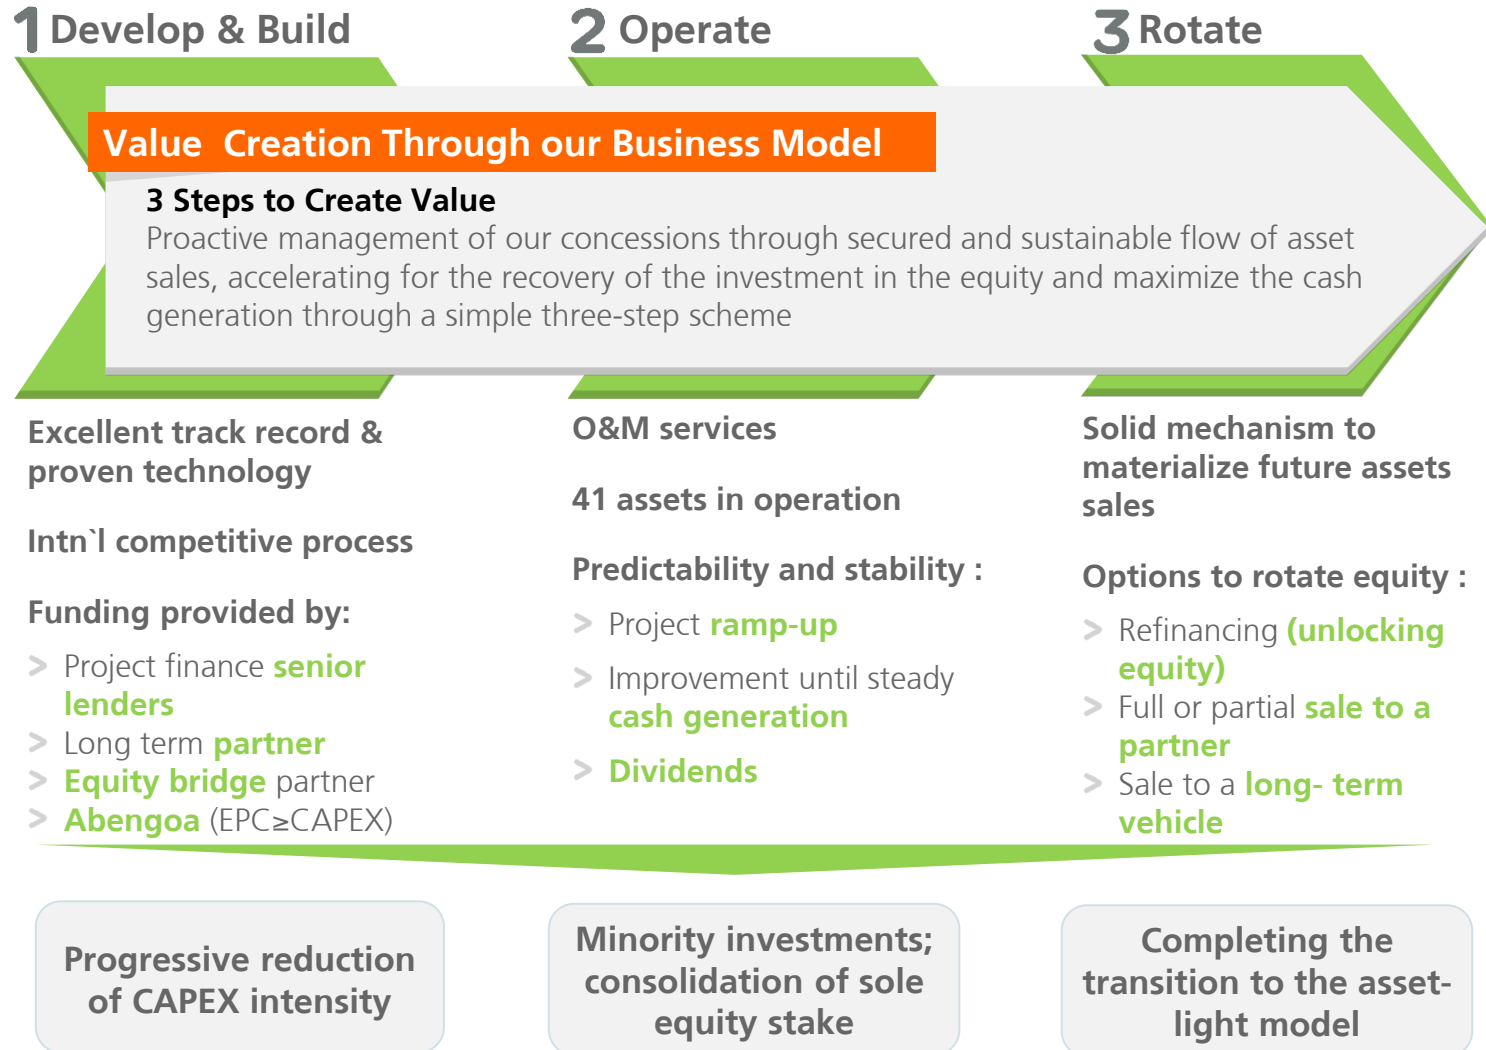 1 Develop & Build
2 Operate
3 Rotate
Value Creation Through our Business Model
3 Steps to Create Value
Proactive management of our concessions through secured and sustainable flow of asset
sales, accelerating for the recovery of the investment in the equity and maximize the cash
generation through a simple three-step scheme
Excellent track record &
proven technology
Intn`l competitive process
Funding provided by:
> Project finance senior
lenders
> Long term partner
> Equity bridge partner
> Abengoa (EPC≥CAPEX)
O&M services
41 assets in operation
Predictability and stability :
> Project ramp-up
> Improvement until steady
cash generation
> Dividends
Solid mechanism to
materialize future assets
sales
Options to rotate equity :
> Refinancing (unlocking
equity)
> Full or partial sale to a
partner
> Sale to a long- term
vehicle
Progressive reduction
of CAPEX intensity
Minority investments;
consolidation of sole
equity stake
Completing the
transition to the asset-
light model